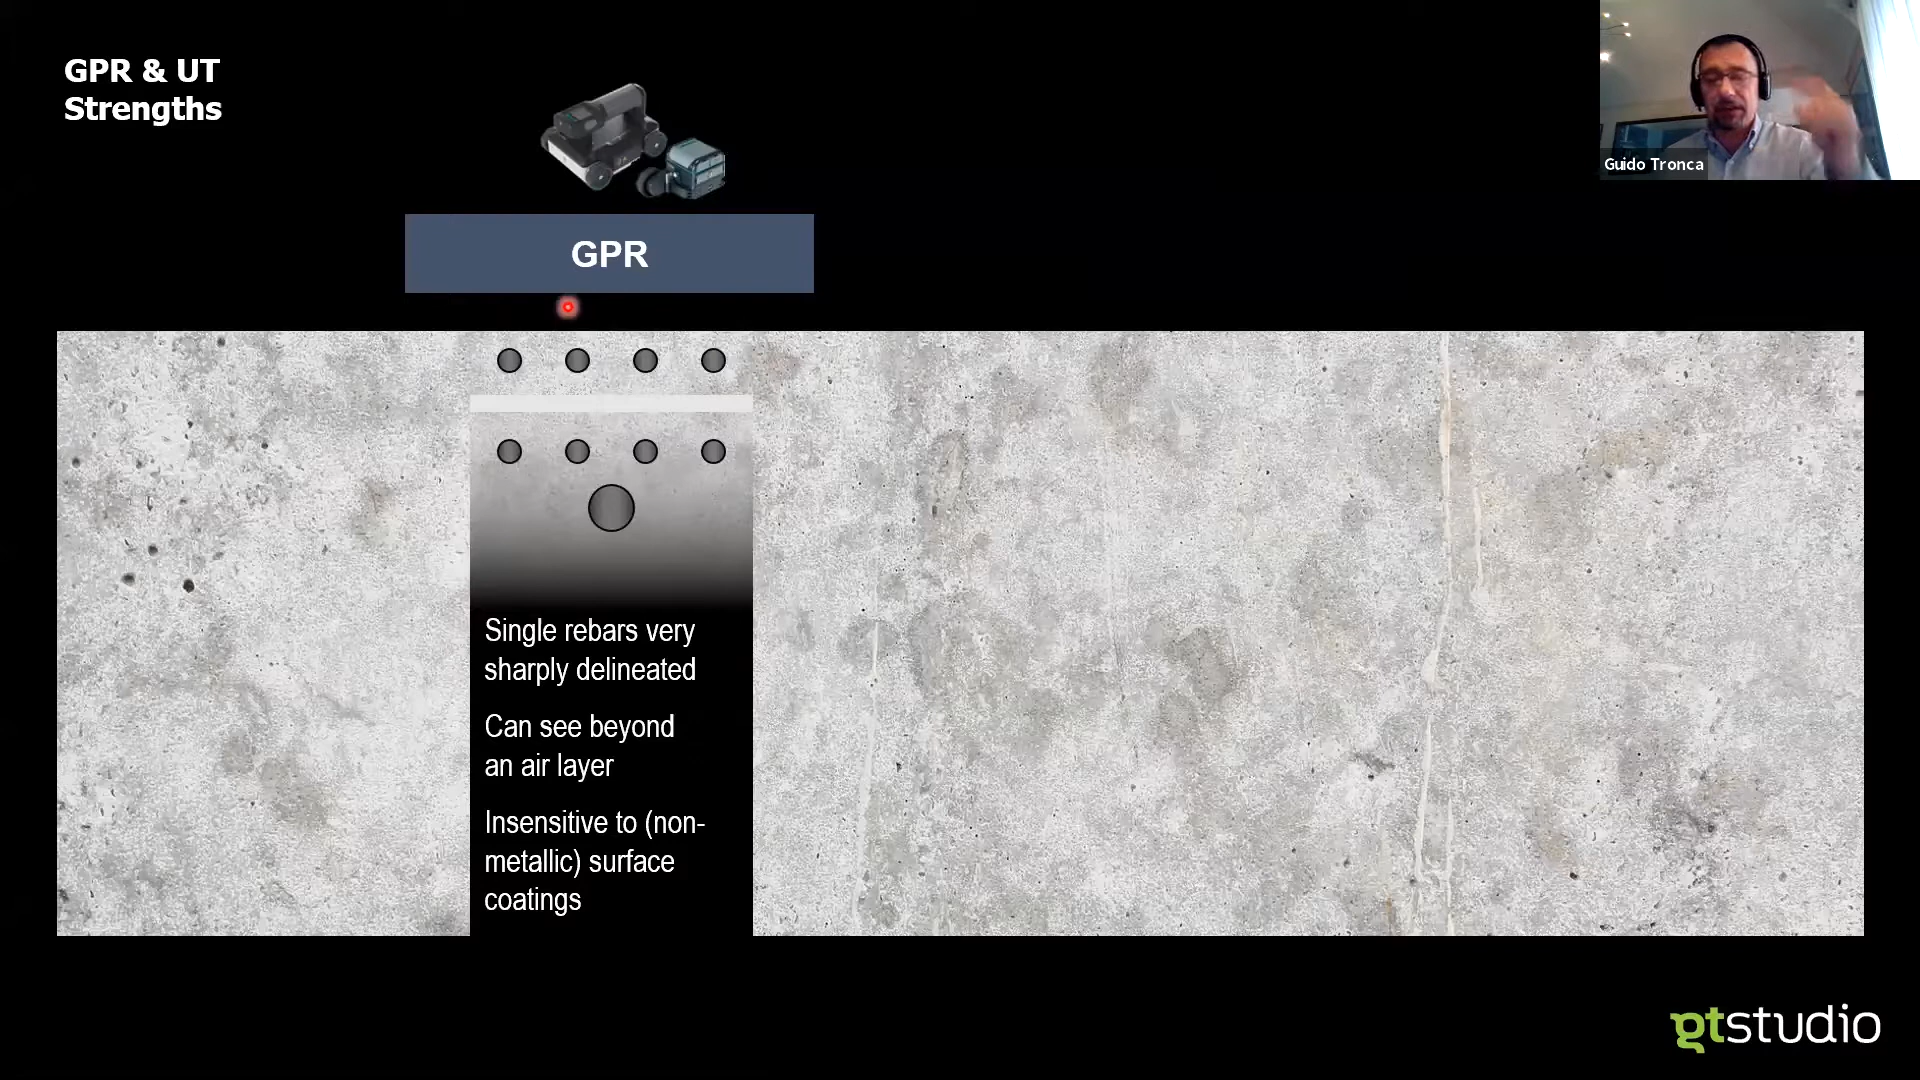 GPR & UT
Strengths
Guido Tronca
GPR
Single rebars very
sharply delineated
Can see beyond
an air layer
Insensitive to (non-
metallic) surface
coatings
gtstudio